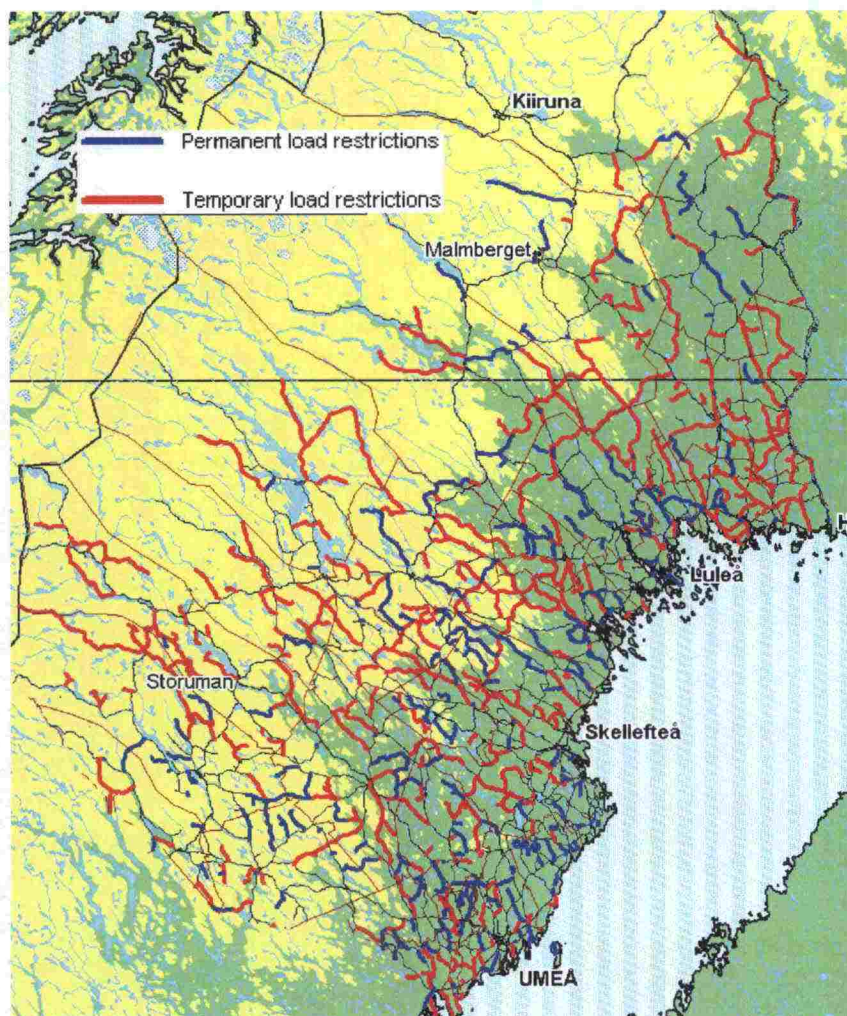 Kiiruna
Permanent load restrictions
Temporary load restrictions
Malmberget
H
Luleå
Storuman
Skellefteå
UMEÅ